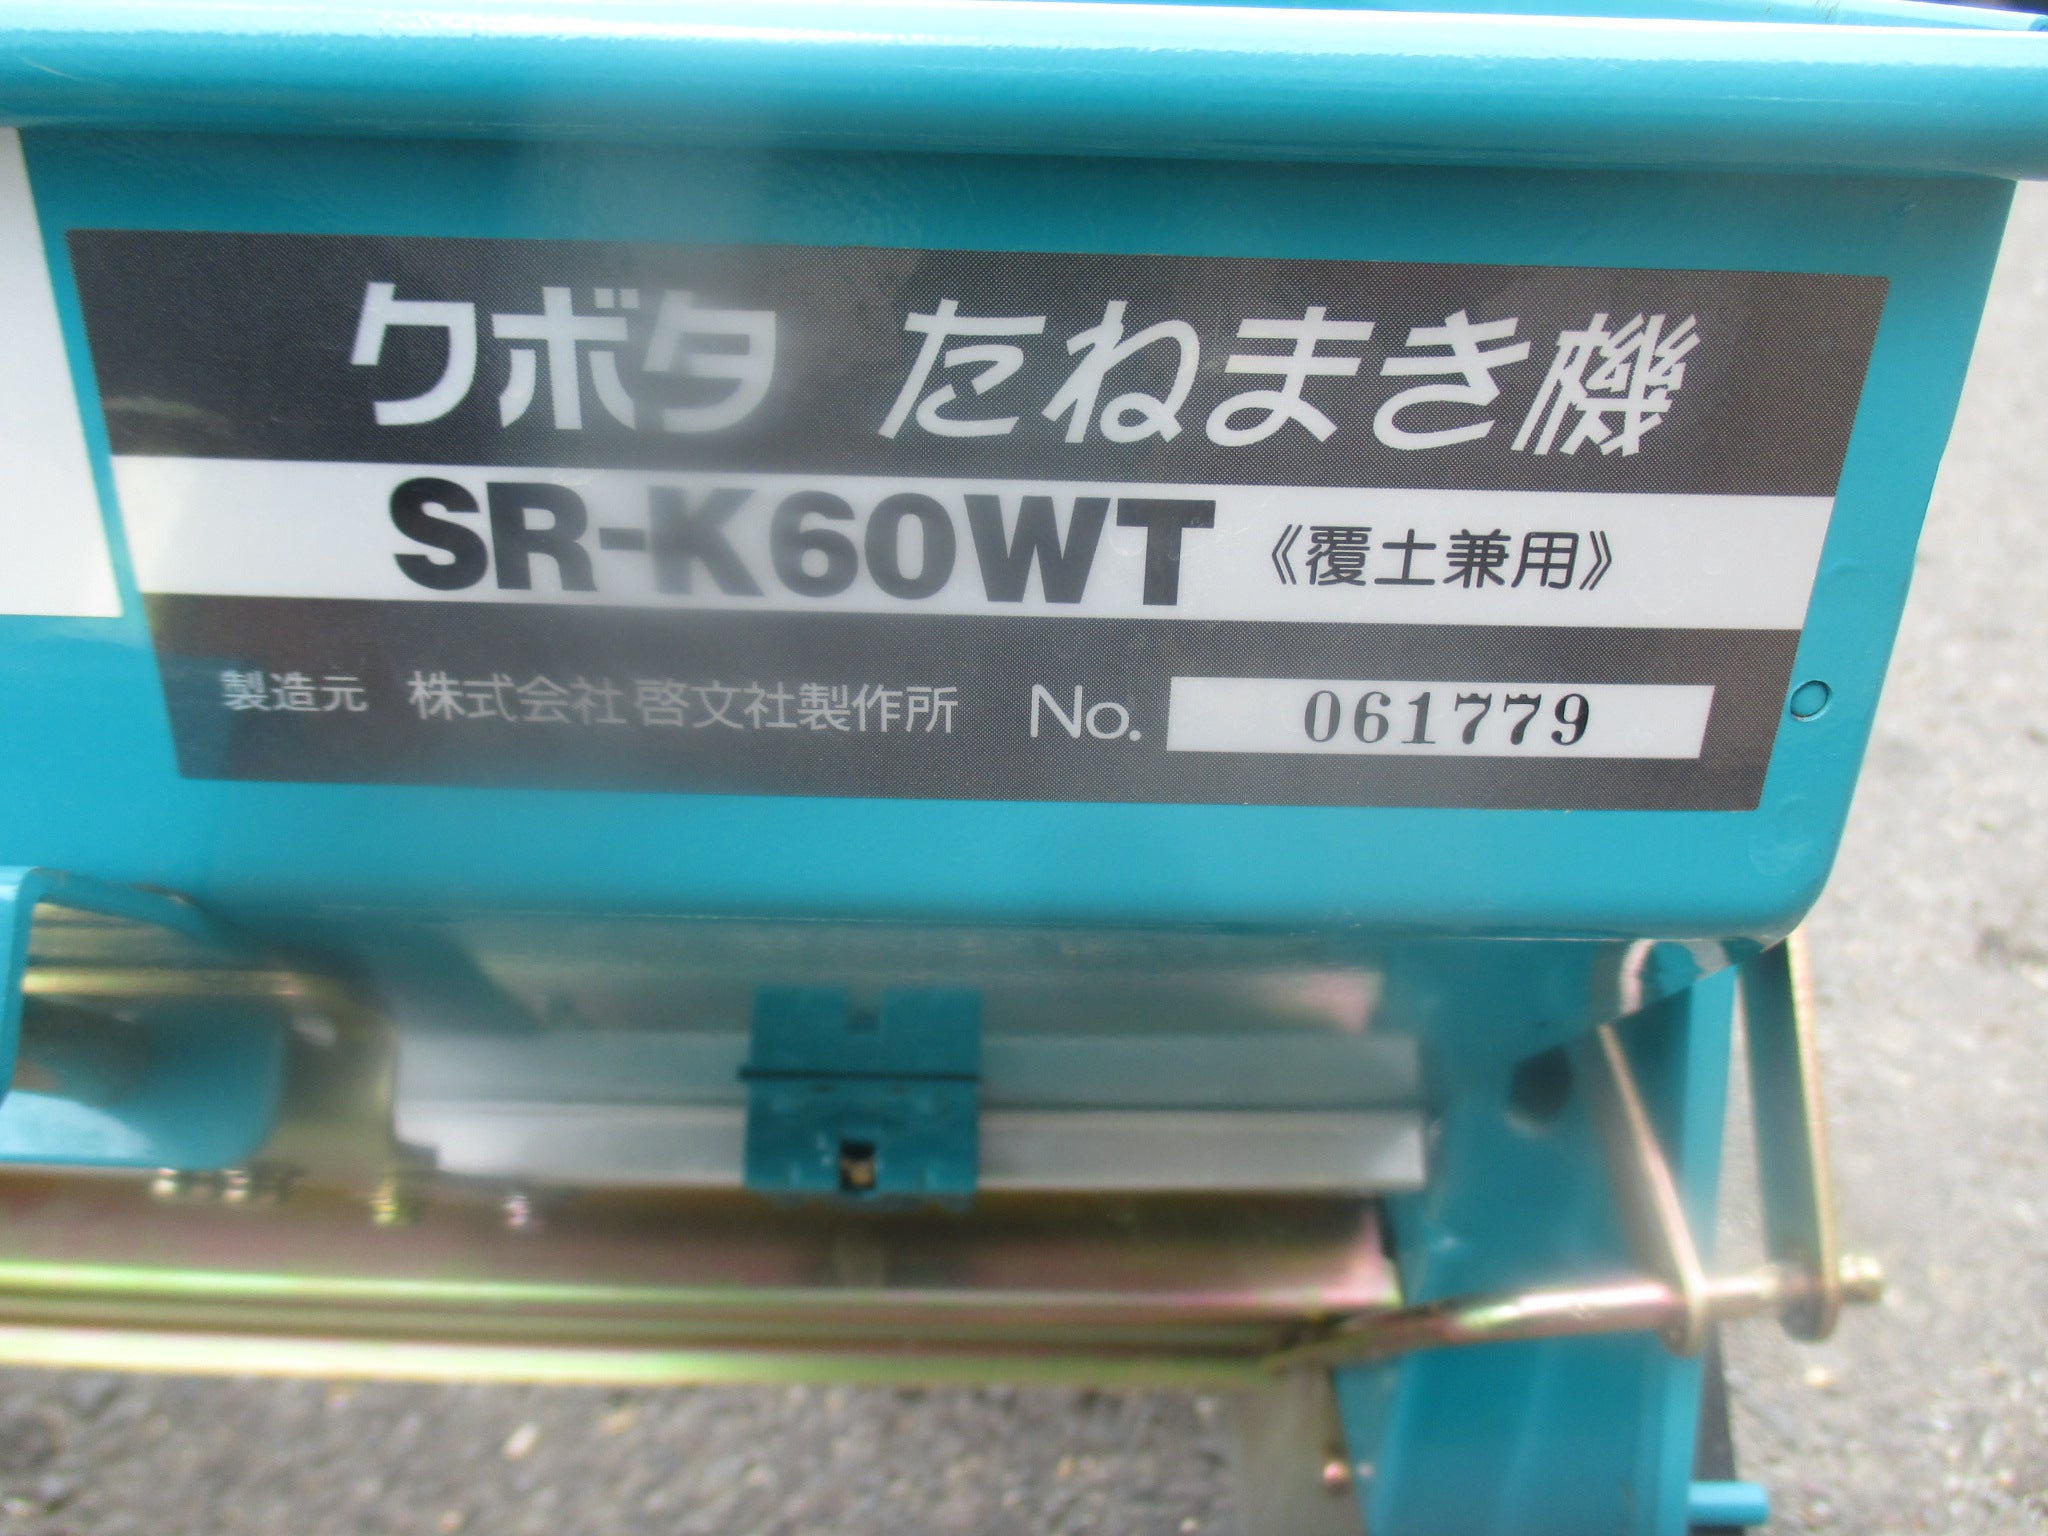 クボタ たねまき機
SR-K60WT 《覆土兼用》
製造元 株式会社啓文社製作所 No. 061779